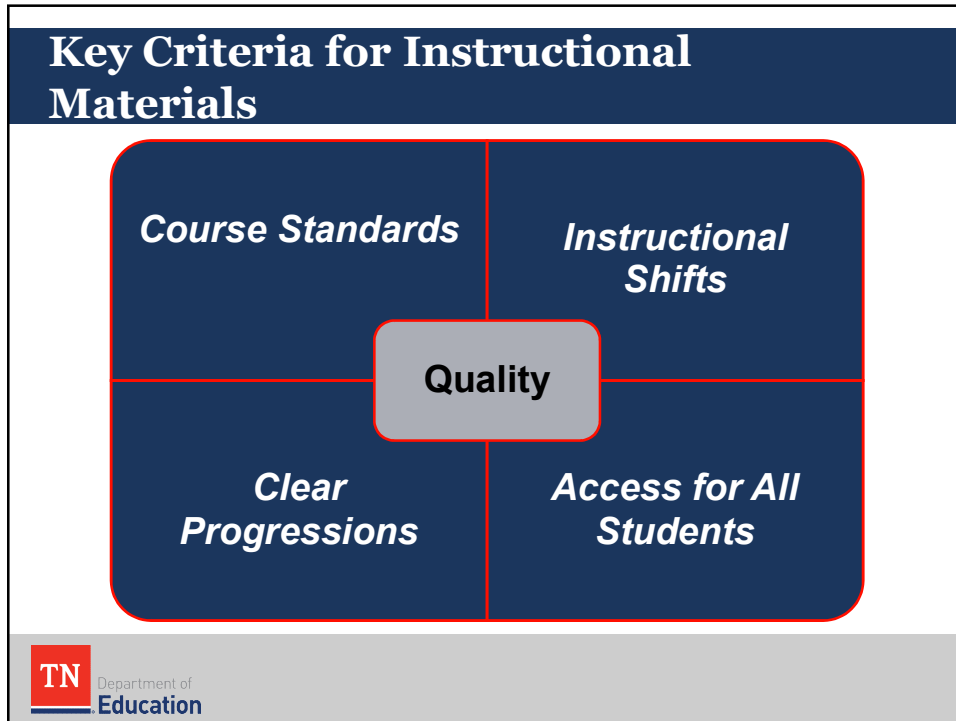 Key Criteria for Instructional
Materials
Course Standards
Instructional
Shifts
Quality
Clear
Progressions
Access for All
Students
TN
Department of
Education